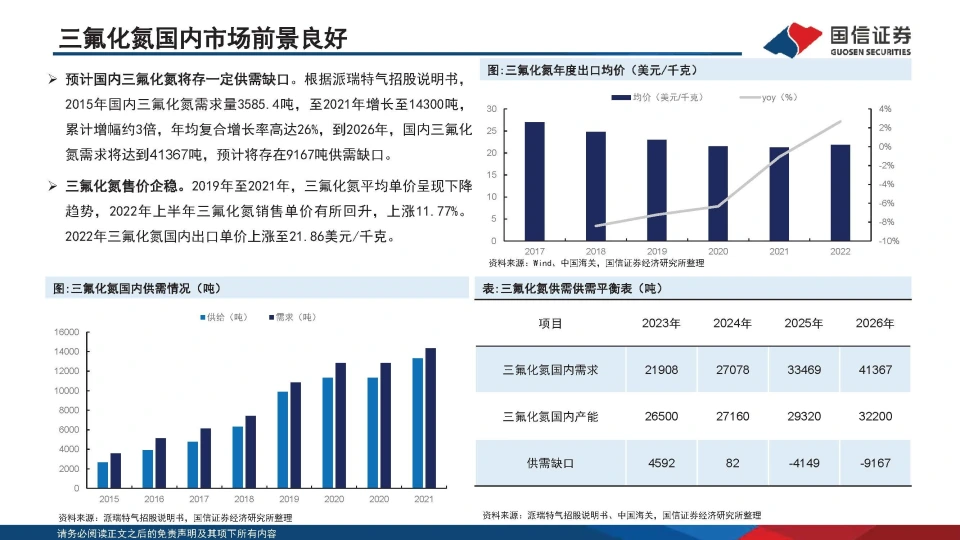 三氟化氮国内市场前景良好
国信证券
GUOSEN SECURITIES
➢ 预计国内三氟化氮将存一定供需缺口。根据派瑞特气招股说明书,
2015年国内三氟化氮需求量3585.4吨,至2021年增长至14300吨,
累计增幅约3倍,年均复合增长率高达26%,到2026年,国内三氟化
氮需求将达到41367吨,预计将存在9167吨供需缺口。
➢ 三氟化氮售价企稳。2019年至2021年,三氟化氮平均单价呈现下降
趋势,2022年上半年三氟化氮销售单价有所回升,上涨11.77%。
2022年三氟化氮国内出口单价上涨至21.86美元/千克。
图:三氟化氮年度出口均价(美元/千克)
均价(美元/千克) yoy(%)
30 4%
25 2%
20 0%
15 -2%
10 -4%
5 -6%
0 -8%
-10%
2017 2018 2019 2020 2021 2022
资料来源:Wind、中国海关,国信证券经济研究所整理
图:三氟化氮国内供需情况(吨)
供给(吨) 需求(吨)
16000
14000
12000
10000
8000
6000
4000
2000
0
2015 2016 2017 2018 2019 2020 2020 2021
资料来源:派瑞特气招股说明书,国信证券经济研究所整理
表:三氟化氮供需供需平衡表(吨)
项目 2023年 2024年 2025年 2026年
三氟化氮国内需求 21908 27078 33469 41367
三氟化氮国内产能 26500 27160 29320 32200
供需缺口 4592 82 -4149 -9167
资料来源:派瑞特气招股说明书、中国海关,国信证券经济研究所整理
请务必阅读正文之后的免责声明及其项下所有内容